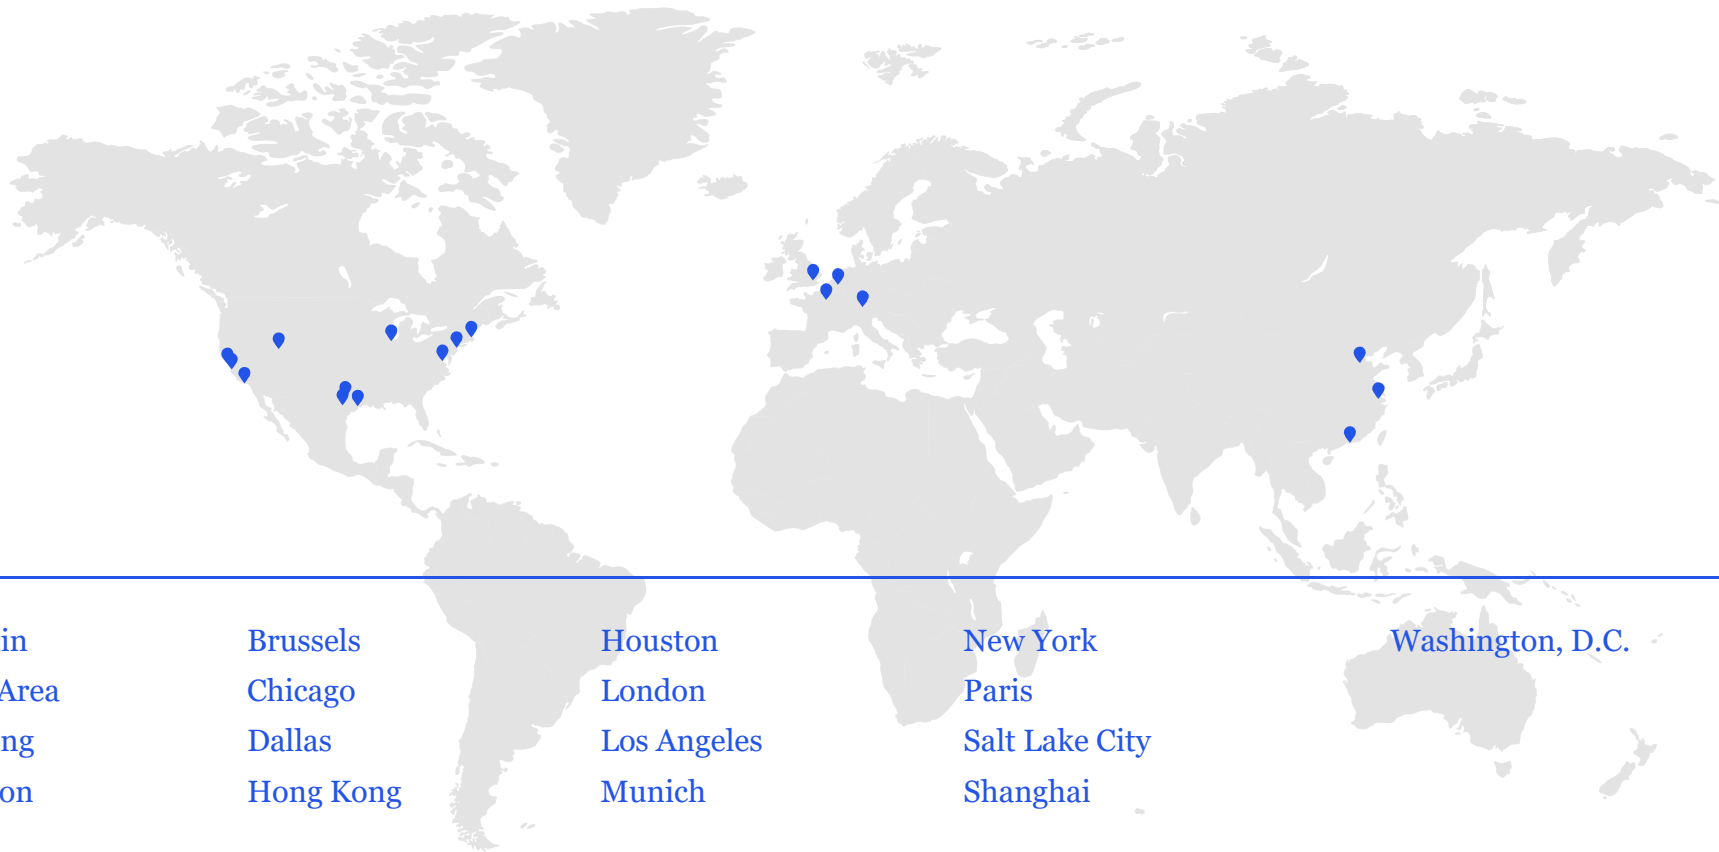 in
Area
ng
on
Brussels
Chicago
Dallas
Hong Kong
Houston
London
Los Angeles
Munich
New York
Paris
Salt Lake City
Shanghai
Washington, D.C.